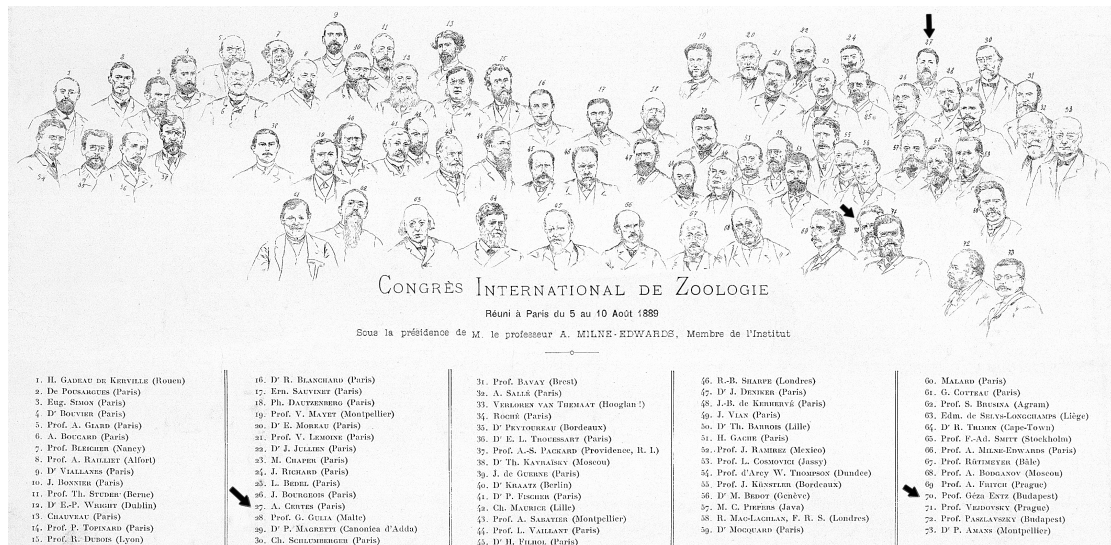 CONGRÈS INTERNATIONAL DE ZOOLOGIE
Réuni à Paris du 5 au 10 Août 1889
Sous la présidence de M. le professeur A. MILNE-EDWARDS, Membre de l'Institut
1. H. GADEAU DE KERVILLE (Rouen)
2. DE POUSARGUES (Paris)
3. Eug. SIMON (Paris)
4. Dr BOUVIER (Paris)
5. Prof. A. GIARD (Paris)
6. A. BOUCARD (Paris)
7. Prof. BLEICHER (Nancy)
8. Prof. A. RAILLIET (Alfort)
9. Dr VIALLANES (Paris)
10. J. BONNIER (Paris)
11. Prof. Th. STUDER (Berne)
12. Dr E.-P. WRIGHT (Dublin)
13. CHAUVEAU (Paris)
14. Prof. P. TOPINARD (Paris)
15. Prof. R. DUBOIS (Lyon)
16. Dr R. BLANCHARD (Paris)
17. Ern. SAUVINET (Paris)
18. Ph. DAUTZENBERG (Paris)
19. Prof. V. MAYET (Montpellier)
20. Dr E. MOREAU (Paris)
21. Prof. V. LEMOINE (Paris)
22. Dr J. JULLIEN (Paris)
23. M. CHAPER (Paris)
24. J. RICHARD (Paris)
25. L. BEDEL (Paris)
26. J. BOURGEOIS (Paris)
27. A. CERTES (Paris)
28. Prof. G. GULIA (Malte)
29. Dr P. MAGRETTI (Canonica d'Adda)
30. Ch. SCHLUMBERGER (Paris)
31. Prof. BAVAY (Brest)
32. A. SALLÉ (Paris)
33. VERLOREN VAN THEMAAT (Hooglan!)
34. ROCHÉ (Paris)
35. Dr PEYTOUREAU (Bordeaux)
36. Dr E. L. TROUESSART (Paris)
37. Prof. A.-S. PACKARD (Providence, R. I.)
38. Dr Th. KAVRAÏSKY (Moscou)
39. J. DE GUERNE (Paris)
40. Dr KRAATZ (Berlin)
41. Dr P. FISCHER (Paris)
42. Ch. MAURICE (Lille)
43. Prof. A. SABATIER (Montpellier)
44. Prof. L. VAILLANT (Paris)
45. Dr H. FILHOL (Paris)
46. R.-B. SHARPE (Londres)
47. Dr J. DENIKER (Paris)
48. J.-B. DE KERHERVÉ (Paris)
49. J. VIAN (Paris)
50. Dr Th. BARROIS (Lille)
51. H. GACHE (Paris)
52. Prof. J. RAMIREZ (Mexico)
53. Prof. L. COSMOVICI (Jassy)
54. Prof. d'Arcy W. THOMPSON (Dundee)
55. Prof. J. KÜNSTLER (Bordeaux)
56. Dr M. BEDOT (Genève)
57. M. C. PIEPERS (Java)
58. R. MAC-LACHLAN, F. R. S. (Londres)
59. Dr MOCQUARD (Paris)
60. MALARD (Paris)
61. G. COTTEAU (Paris)
62. Prof. S. BRUSINA (Agram)
63. Edm. DE SELYS-LONGCHAMPS (Liège)
64. Dr R. TRIMEN (Cape-Town)
65. Prof. F.-Ad. SMITT (Stockholm)
66. Prof. A. MILNE-EDWARDS (Paris)
67. Prof. RÜTIMEYER (Bâle)
68. Prof. A. BOGDANOV (Moscou)
69. Prof. A. FRITCH (Prague)
70. Prof. Géza ENTZ (Budapest)
71. Prof. VEJDOVSKY (Prague)
72. Prof. PASZLAVSZKY (Budapest)
73. Dr P. AMANS (Montpellier)